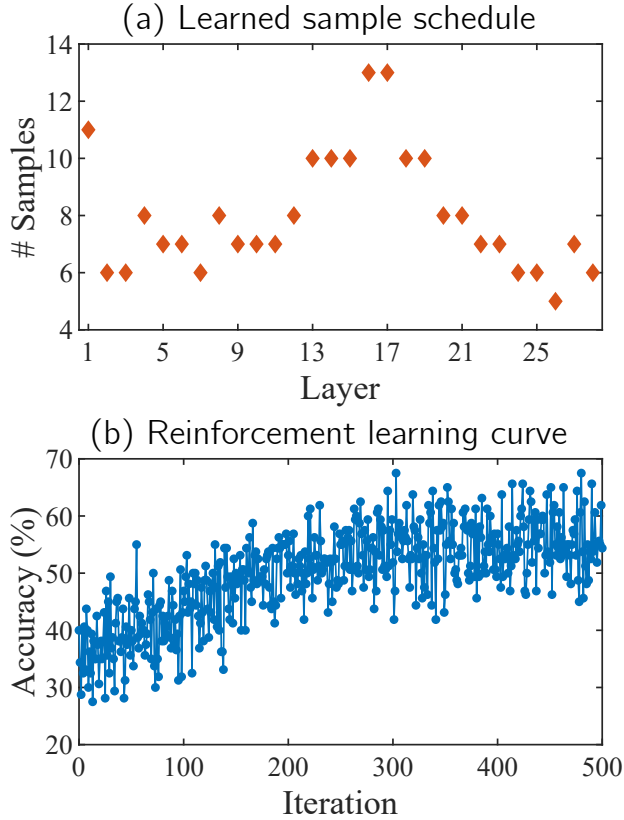 (a) Learned sample schedule
14
12
10
8
6
4
# Samples
1 5 9 13 17 21 25
Layer
(b) Reinforcement learning curve
70
60
50
40
30
20
Accuracy (%)
0 100 200 300 400 500
Iteration